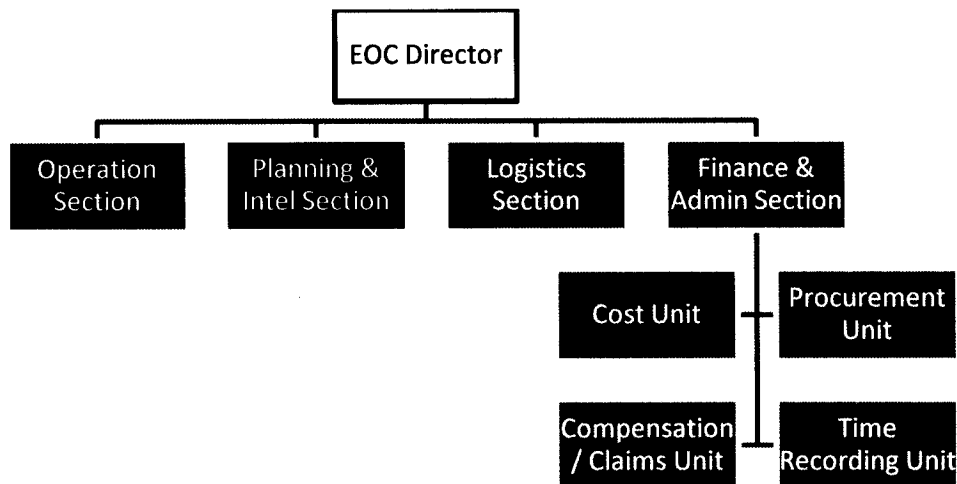 EOC Director
Operation
Section
Planning &
Intel Section
Logistics
Section
Finance &
Admin Section
Cost Unit
Procurement
Unit
Compensation
/ Claims Unit
Time
Recording Unit